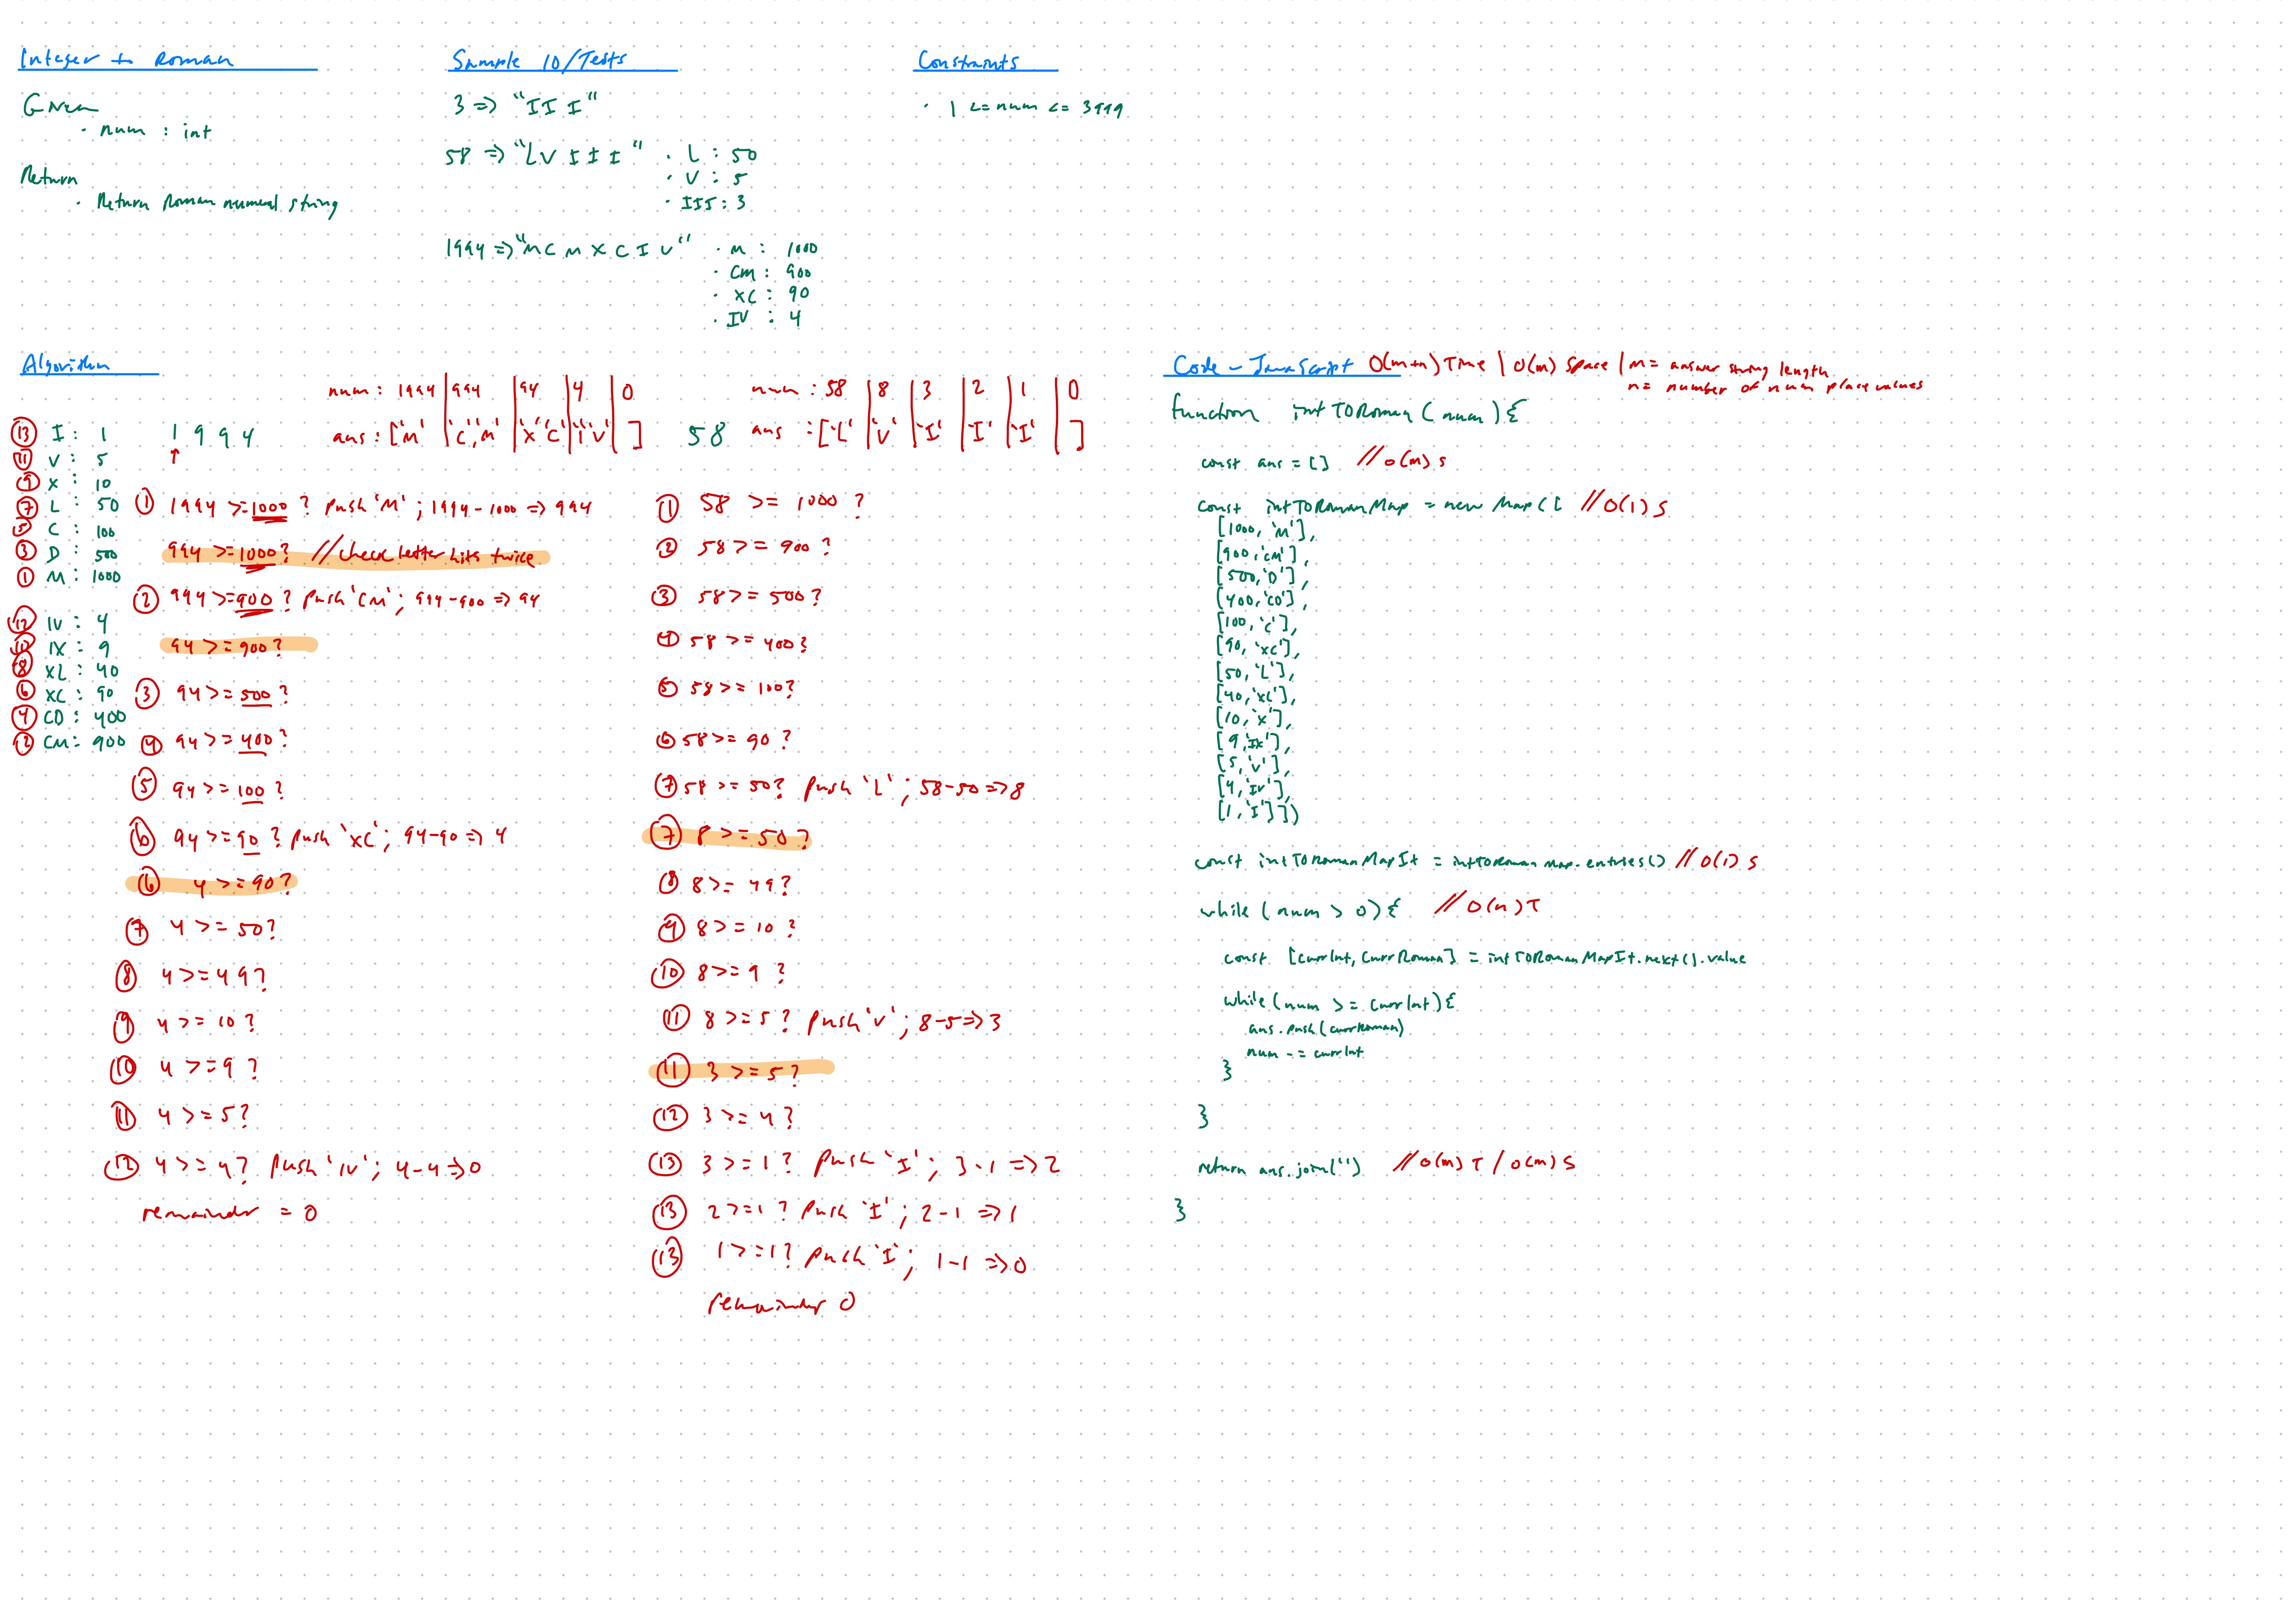 Integer to Roman
Given
· num : int
Return
· Return Roman numeral string
Sample IO/Tests
3 => "III"
58 => "LVIII"
· L : 50
· V : 5
· III : 3
1994 => "MCMXCIV"
· M : 1000
· CM : 900
· XC : 90
· IV : 4
Constraints
· 1 <= num <= 3999
Algorithm
13 I : 1
11 V : 5
9 X : 10
7 L : 50
5 C : 100
3 D : 500
1 M : 1000
12 IV : 4
10 IX : 9
8 XL : 40
6 XC : 90
4 CD : 400
2 CM : 900
1994
↑
num : 1994 | 994 | 94 | 4 | 0
ans : ['M' | 'C,M' | 'X'C' | 'I'V' | ]
1 1994 >= 1000 ? push 'M' ; 1994 - 1000 => 994
994 >= 1000 ? // check letter hits twice
2 994 >= 900 ? push 'CM' ; 994 - 900 => 94
94 >= 900 ?
3 94 >= 500 ?
4 94 >= 400 ?
5 94 >= 100 ?
6 94 >= 90 ? push 'XC' ; 94 - 90 => 4
6 4 >= 90 ?
7 4 >= 50 ?
8 4 >= 49 ?
9 4 >= 10 ?
10 4 >= 9 ?
11 4 >= 5 ?
12 4 >= 4 ? push 'IV' ; 4 - 4 => 0
remainder = 0
58
num : 58 | 8 | 3 | 2 | 1 | 0
ans : ['L' | 'V' | 'I' | 'I' | 'I' | ]
1 58 >= 1000 ?
2 58 >= 900 ?
3 58 >= 500 ?
4 58 >= 400 ?
5 58 >= 100 ?
6 58 >= 90 ?
7 58 >= 50 ? push 'L' ; 58 - 50 => 8
7 8 >= 50 ?
8 8 >= 49 ?
9 8 >= 10 ?
10 8 >= 9 ?
11 8 >= 5 ? push 'V' ; 8 - 5 => 3
11 3 >= 5 ?
12 3 >= 4 ?
13 3 >= 1 ? push 'I' ; 3 - 1 => 2
13 2 >= 1 ? push 'I' ; 2 - 1 => 1
13 1 >= 1 ? push 'I' ; 1 - 1 => 0
remainder 0
Code - JavaScript O(m+n) Time | O(m) Space | m = answer string length
n = number of num place values
function intToRoman (num) {
const ans = [] // O(m) S
const intToRomanMap = new Map([ // O(1) S
[1000, 'M'],
[900, 'CM'],
[500, 'D'],
[400, 'CD'],
[100, 'C'],
[90, 'XC'],
[50, 'L'],
[40, 'XL'],
[10, 'X'],
[9, 'IX'],
[5, 'V'],
[4, 'IV'],
[1, 'I']])
const intToRomanMapIt = intToRomanMap.entries() // O(1) S
while (num > 0) { // O(n) T
const [currInt, currRoman] = intToRomanMapIt.next().value
while (num >= currInt) {
ans.push(currRoman)
num -= currInt
}
}
return ans.join('') // O(m) T / O(m) S
}